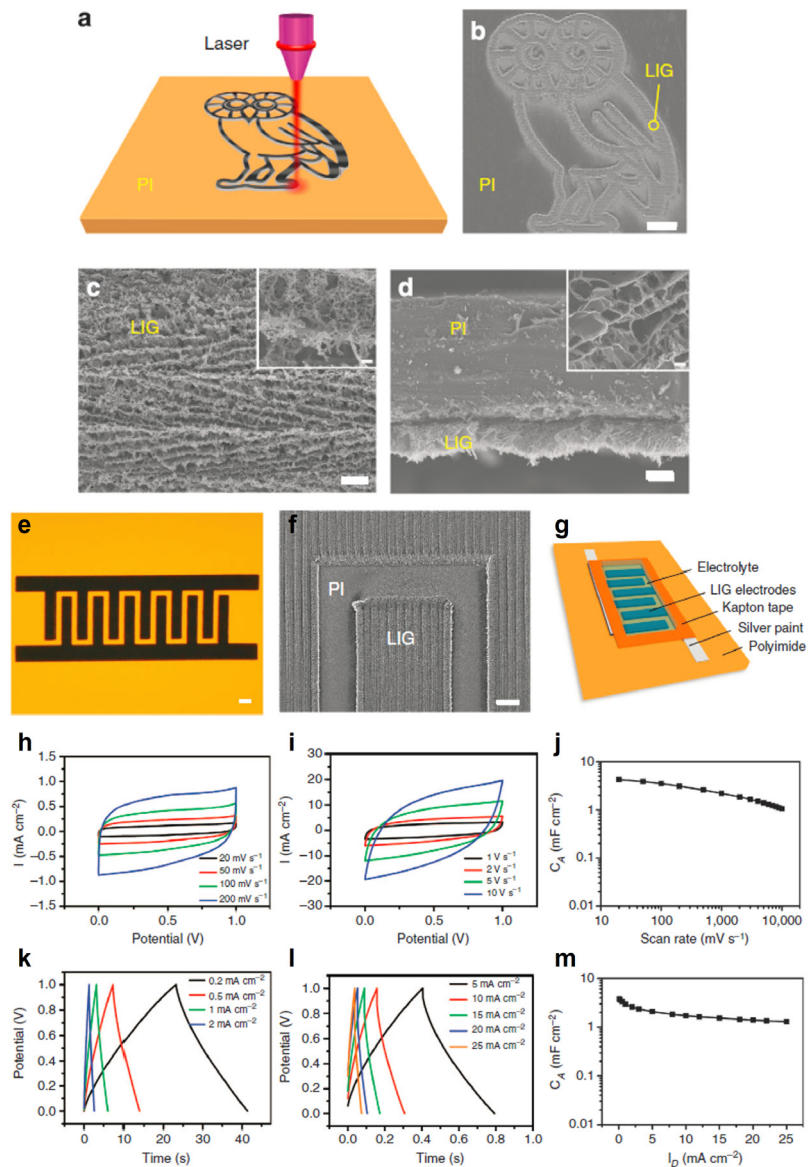 a
Laser
PI
b
LIG
PI
c
LIG
d
PI
LIG
e
f
PI
LIG
g
Electrolyte
LIG electrodes
Kapton tape
Silver paint
Polyimide
h
1.5
1.0
0.5
0.0
−0.5
−1.0
−1.5
I (mA cm⁻²)
20 mV s⁻¹
50 mV s⁻¹
100 mV s⁻¹
200 mV s⁻¹
0.0 0.5 1.0
Potential (V)
i
30
20
10
0
−10
−20
−30
I (mA cm⁻²)
1 V s⁻¹
2 V s⁻¹
5 V s⁻¹
10 V s⁻¹
0.0 0.5 1.0
Potential (V)
j
10
1
0.1
0.01
C_A (mF cm⁻²)
10 100 1,000 10,000
Scan rate (mV s⁻¹)
k
1.2
1.0
0.8
0.6
0.4
0.2
0.0
Potential (V)
0.2 mA cm⁻²
0.5 mA cm⁻²
1 mA cm⁻²
2 mA cm⁻²
0 10 20 30 40
Time (s)
l
1.2
1.0
0.8
0.6
0.4
0.2
0.0
Potential (V)
5 mA cm⁻²
10 mA cm⁻²
15 mA cm⁻²
20 mA cm⁻²
25 mA cm⁻²
0.0 0.2 0.4 0.6 0.8 1.0
Time (s)
m
10
1
0.1
0.01
C_A (mF cm⁻²)
0 5 10 15 20 25
I_D (mA cm⁻²)